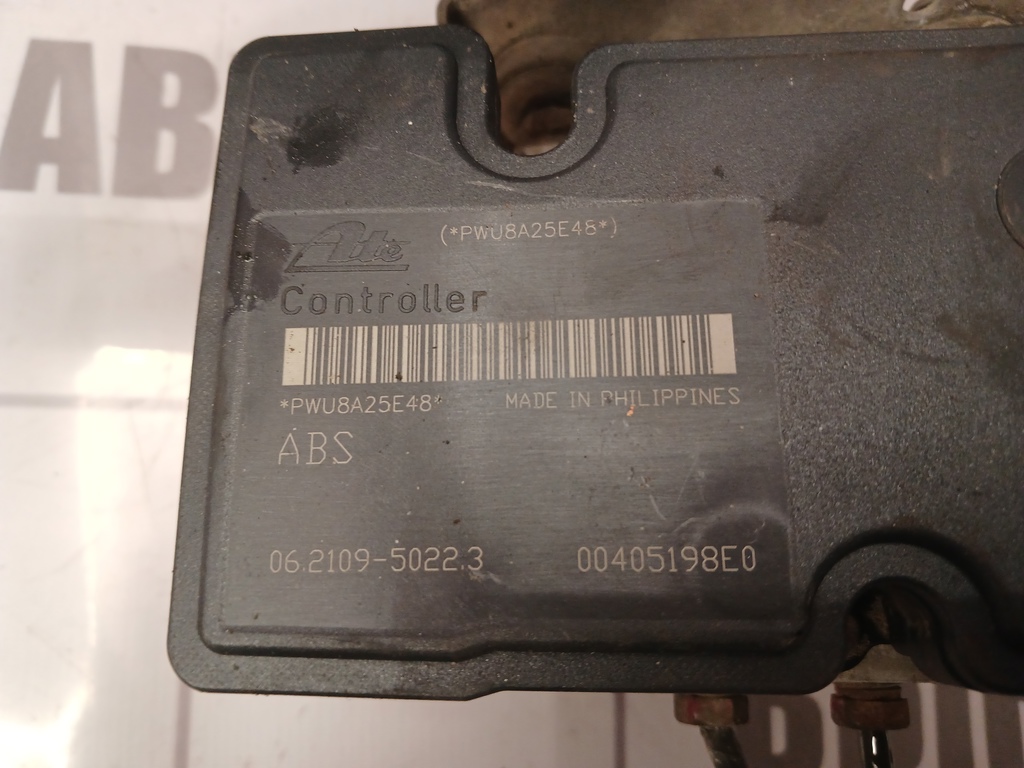 AB
Ate
(*PWU8A25E48*)
Controller
*PWU8A25E48*
MADE IN PHILIPPINES
ABS
06.2109-5022.3
00405198E0